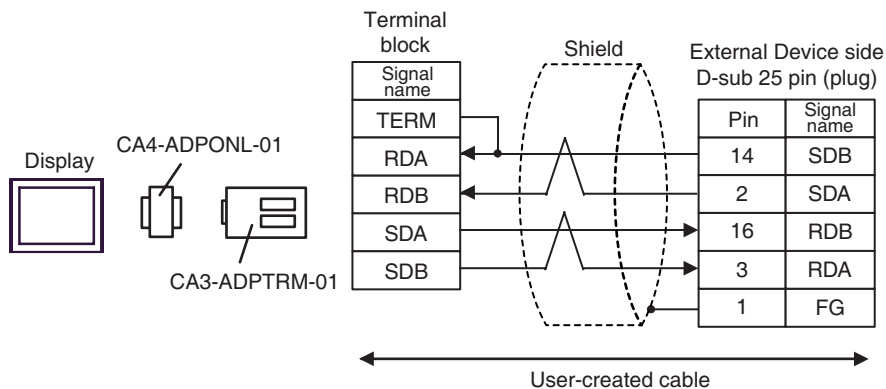 Display
CA4-ADPONL-01
CA3-ADPTRM-01
Terminal
block
Signal
name
TERM
RDA
RDB
SDA
SDB
Shield
External Device side
D-sub 25 pin (plug)
Pin Signal
name
14 SDB
2 SDA
16 RDB
3 RDA
1 FG
User-created cable